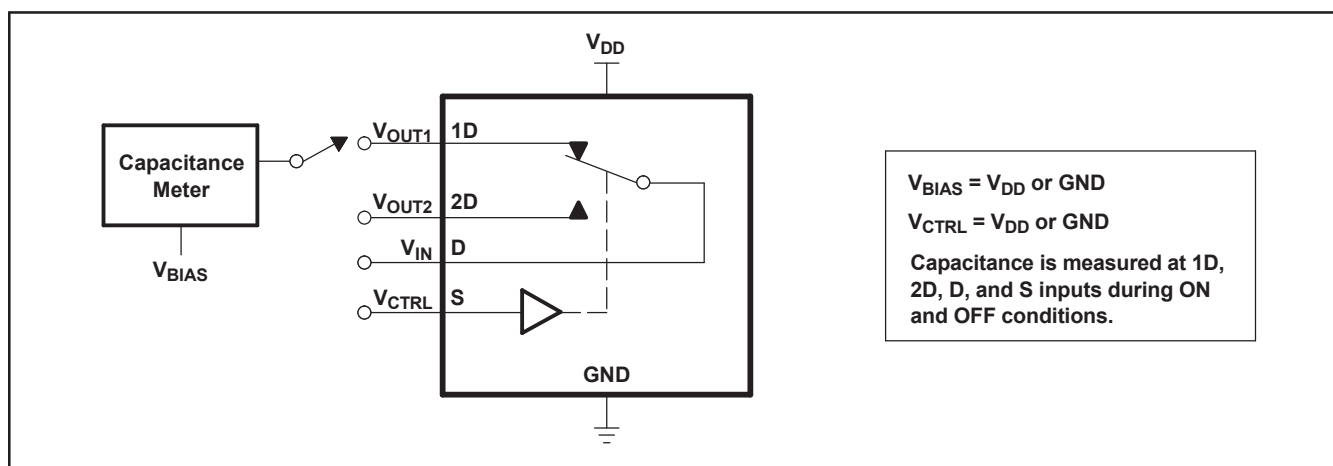 VDD
Capacitance
Meter
VBIAS
VOUT1 1D
VOUT2 2D
VIN D
VCTRL S
GND
VBIAS = VDD or GND
VCTRL = VDD or GND
Capacitance is measured at 1D,
2D, D, and S inputs during ON
and OFF conditions.